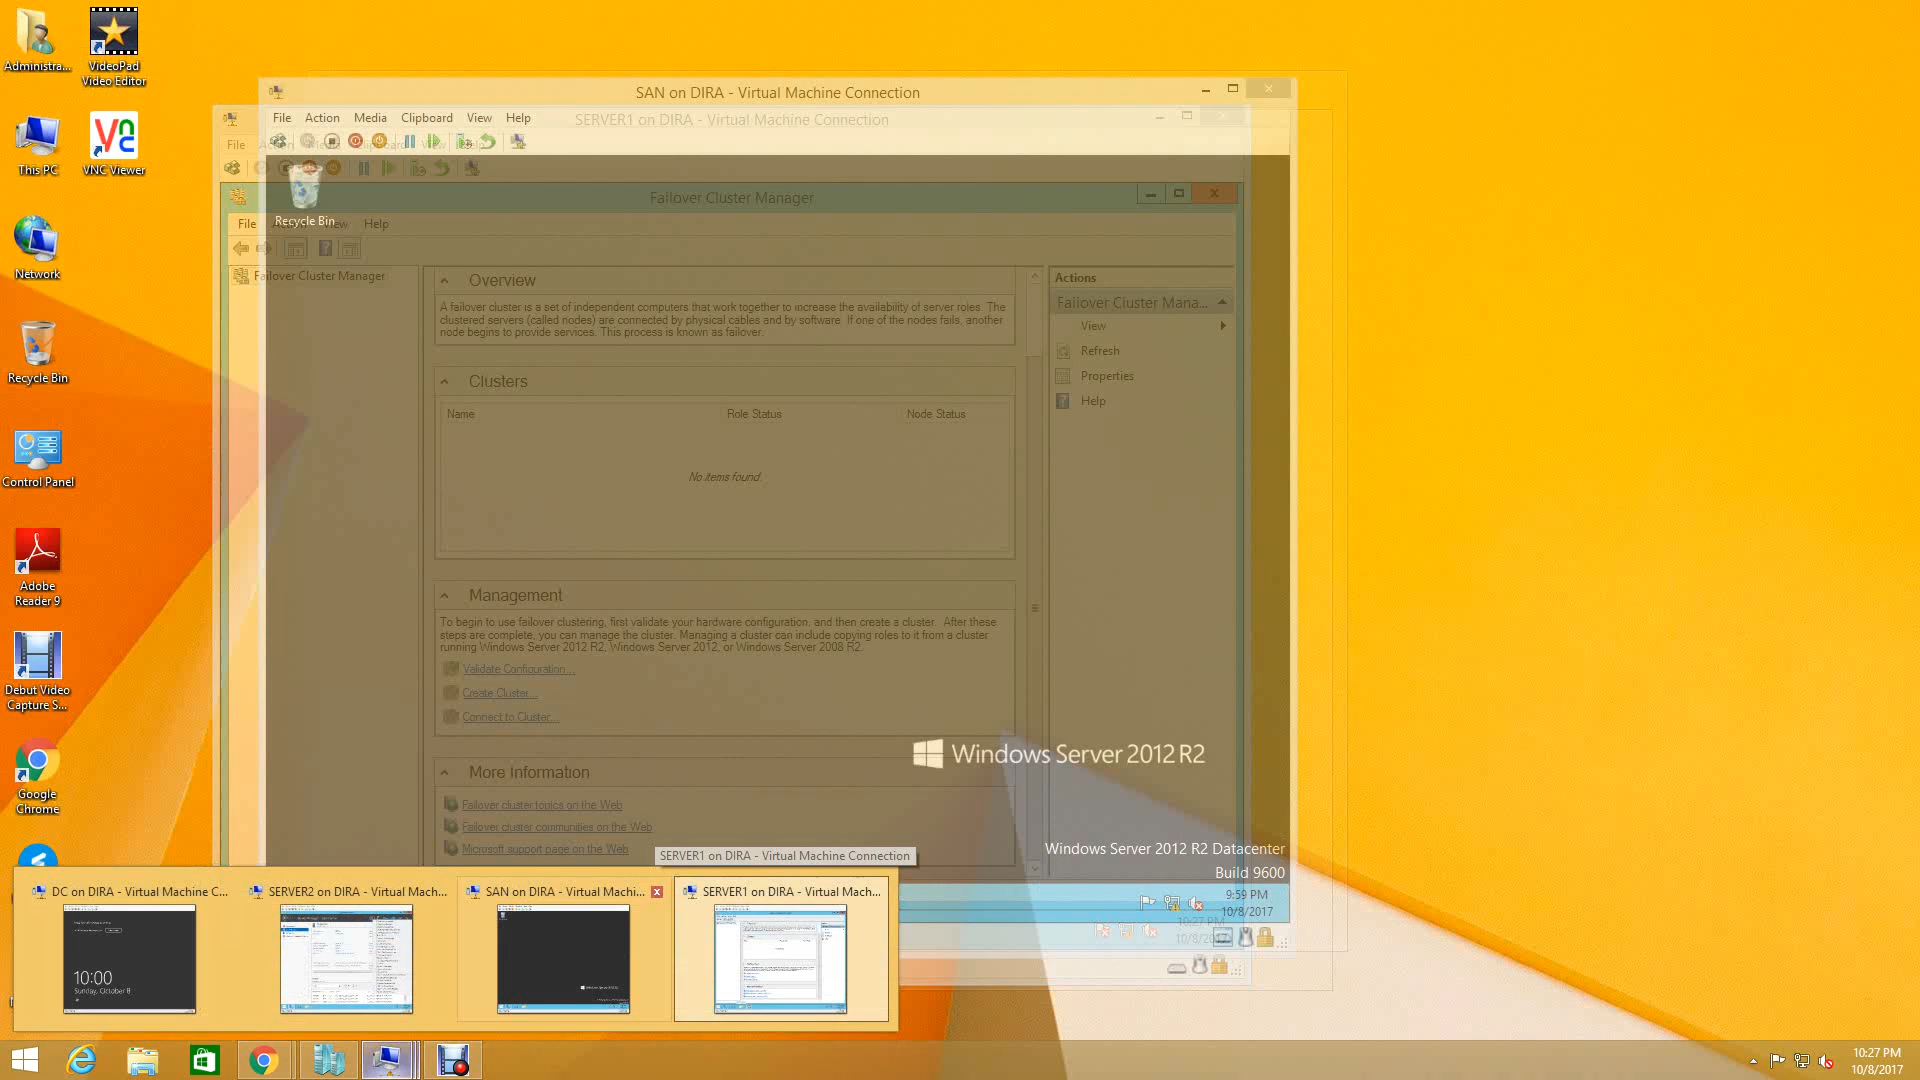 Administra...
VideoPad
Video Editor
This PC
VNC Viewer
Network
Recycle Bin
Control Panel
Adobe
Reader 9
Debut Video
Capture S...
Google
Chrome
SAN on DIRA - Virtual Machine Connection
File Action Media Clipboard View Help
SERVER1 on DIRA - Virtual Machine Connection
File
Recycle Bin
Failover Cluster Manager
File View Help
Failover Cluster Manager
Overview
A failover cluster is a set of independent computers that work together to increase the availability of server roles. The
clustered servers (called nodes) are connected by physical cables and by software. If one of the nodes fails, another
node begins to provide services. This process is known as failover.
Clusters
Name Role Status Node Status
No items found.
Management
To begin to use failover clustering, first validate your hardware configuration, and then create a cluster. After these
steps are complete, you can manage the cluster. Managing a cluster can include copying roles to it from a cluster
running Windows Server 2012 R2, Windows Server 2012, or Windows Server 2008 R2.
Validate Configuration...
Create Cluster...
Connect to Cluster...
More Information
Failover cluster topics on the Web
Failover cluster communities on the Web
Microsoft support page on the Web
Actions
Failover Cluster Mana...
View
Refresh
Properties
Help
Windows Server 2012 R2
Windows Server 2012 R2 Datacenter
Build 9600
9:59 PM
10/8/2017
10:27 PM
SERVER1 on DIRA - Virtual Machine Connection
DC on DIRA - Virtual Machine C...
SERVER2 on DIRA - Virtual Mach...
SAN on DIRA - Virtual Machi...
SERVER1 on DIRA - Virtual Mach...
10:00
Sunday, October 8
10:27 PM
10/8/2017